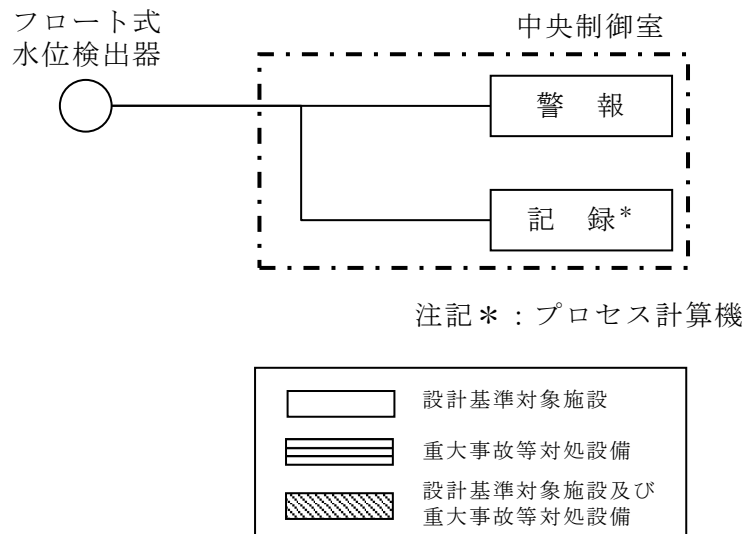 フロート式
水位検出器
中央制御室
警 報
記 録*
注記*:プロセス計算機
設計基準対象施設
重大事故等対処設備
設計基準対象施設及び
重大事故等対処設備